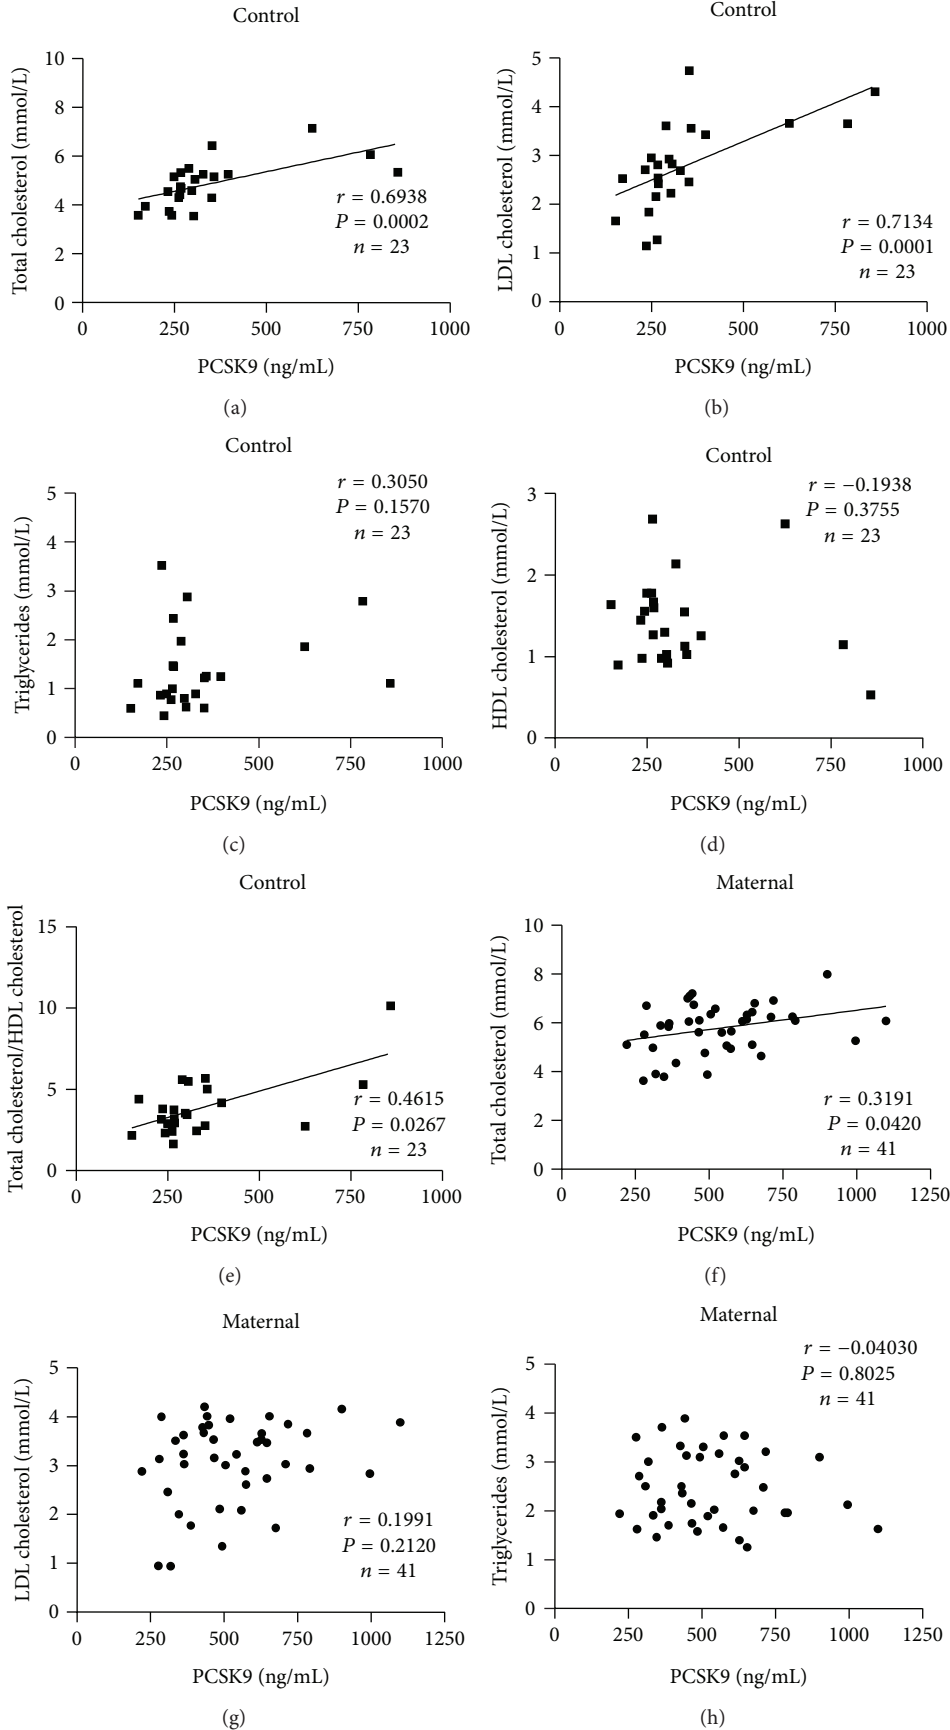 Control
Total cholesterol (mmol/L)
10
8
6
4
2
0
r = 0.6938
P = 0.0002
n = 23
0 250 500 750 1000
PCSK9 (ng/mL)
(a)
Control
LDL cholesterol (mmol/L)
5
4
3
2
1
0
r = 0.7134
P = 0.0001
n = 23
0 250 500 750 1000
PCSK9 (ng/mL)
(b)
Control
Triglycerides (mmol/L)
r = 0.3050
P = 0.1570
n = 23
5
4
3
2
1
0
0 250 500 750 1000
PCSK9 (ng/mL)
(c)
Control
HDL cholesterol (mmol/L)
r = −0.1938
P = 0.3755
n = 23
3
2
1
0
0 250 500 750 1000
PCSK9 (ng/mL)
(d)
Control
Total cholesterol/HDL cholesterol
15
10
5
0
r = 0.4615
P = 0.0267
n = 23
0 250 500 750 1000
PCSK9 (ng/mL)
(e)
Maternal
Total cholesterol (mmol/L)
10
8
6
4
2
0
r = 0.3191
P = 0.0420
n = 41
0 250 500 750 1000 1250
PCSK9 (ng/mL)
(f)
Maternal
LDL cholesterol (mmol/L)
5
4
3
2
1
0
r = 0.1991
P = 0.2120
n = 41
0 250 500 750 1000 1250
PCSK9 (ng/mL)
(g)
Maternal
Triglycerides (mmol/L)
r = −0.04030
P = 0.8025
n = 41
5
4
3
2
1
0
0 250 500 750 1000 1250
PCSK9 (ng/mL)
(h)